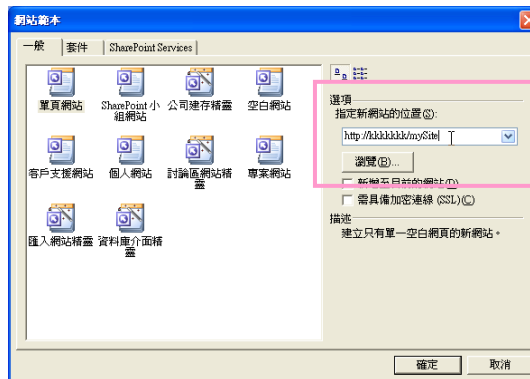 網站範本
一般 套件 SharePoint Services
單頁網站
SharePoint 小組網站
公司建存精靈
空白網站
客戶支援網站
個人網站
討論區網站精靈
專案網站
匯入網站精靈
資料庫介面精靈
選項
指定新網站的位置(S):
http://kkkkkkk/mySite
瀏覽(B)...
新增至目前的網站(D)
需具備加密連線 (SSL)(C)
描述
建立只有單一空白網頁的新網站。
確定 取消